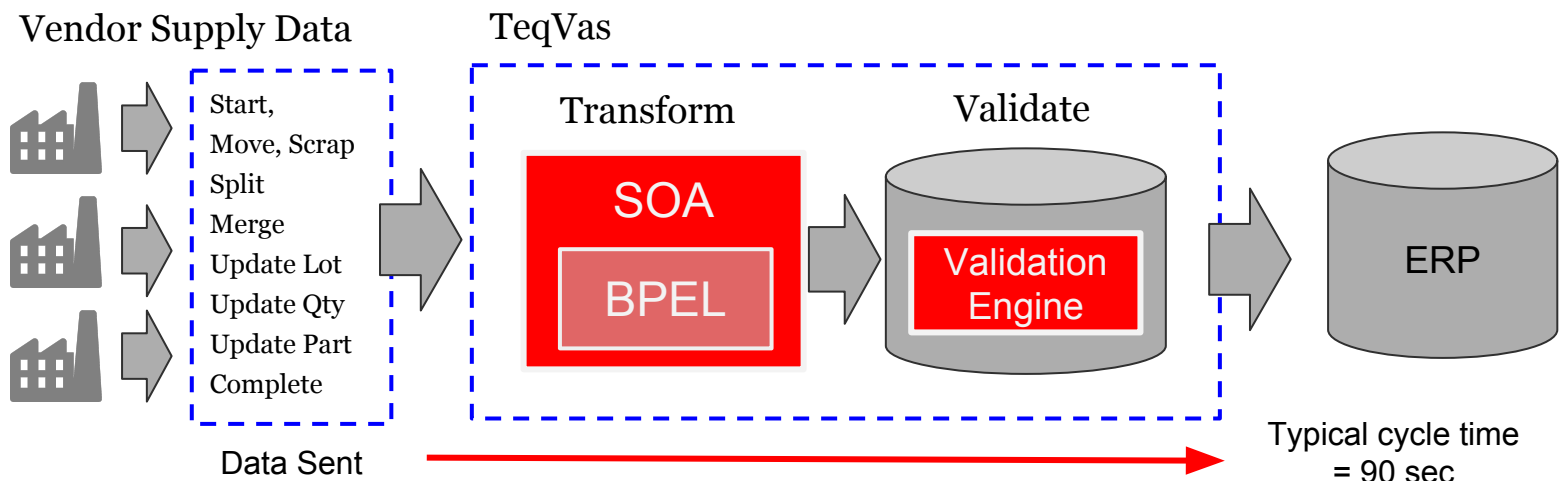 Vendor Supply Data
TeqVas
Start,
Move, Scrap
Split
Merge
Update Lot
Update Qty
Update Part
Complete
Transform
SOA
BPEL
Validate
Validation
Engine
ERP
Data Sent
Typical cycle time
= 90 sec